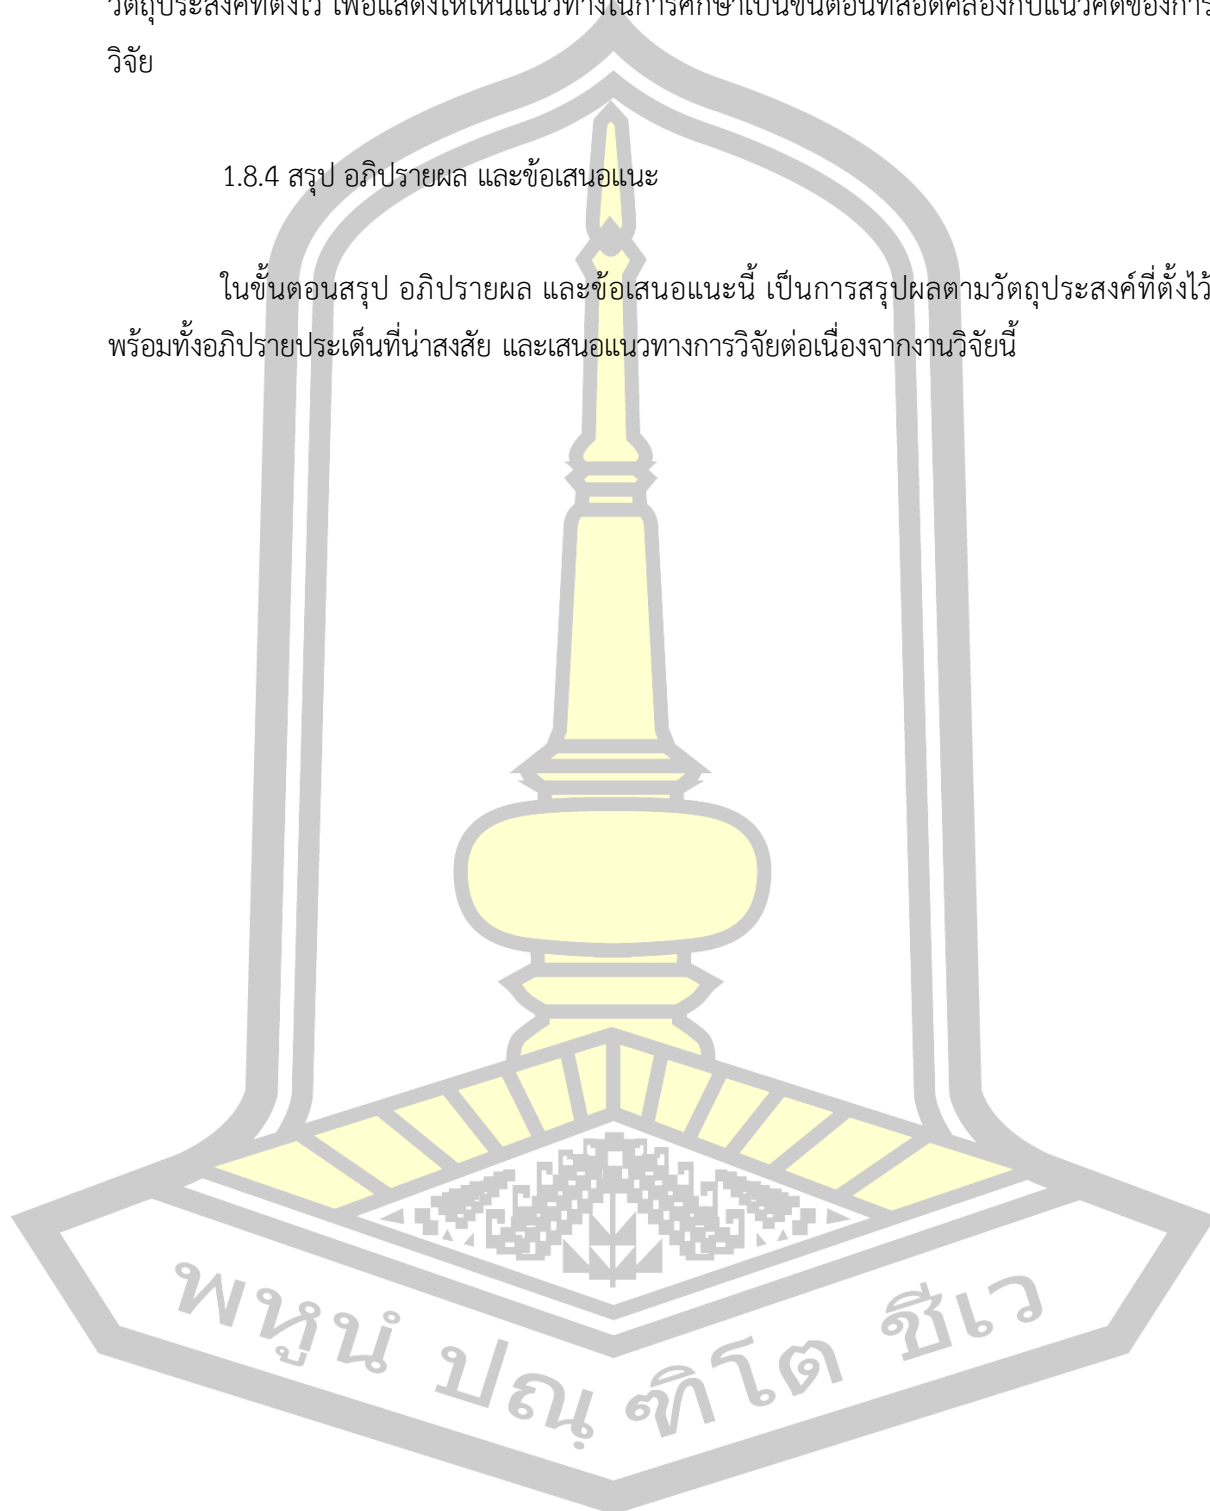 วัตถุประสงค์ที่ตั้งไว้ เพื่อแสดงให้เห็นแนวทางในการศึกษาเป็นขั้นตอนที่สอดคล้องกับแนวคิดของการ
วิจัย
1.8.4 สรุป อภิปรายผล และข้อเสนอแนะ
ในขั้นตอนสรุป อภิปรายผล และข้อเสนอแนะนี้ เป็นการสรุปผลตามวัตถุประสงค์ที่ตั้งไว้
พร้อมทั้งอภิปรายประเด็นที่น่าสงสัย และเสนอแนวทางการวิจัยต่อเนื่องจากงานวิจัยนี้
พหูนํ ปณฺฑิโต ชีเว